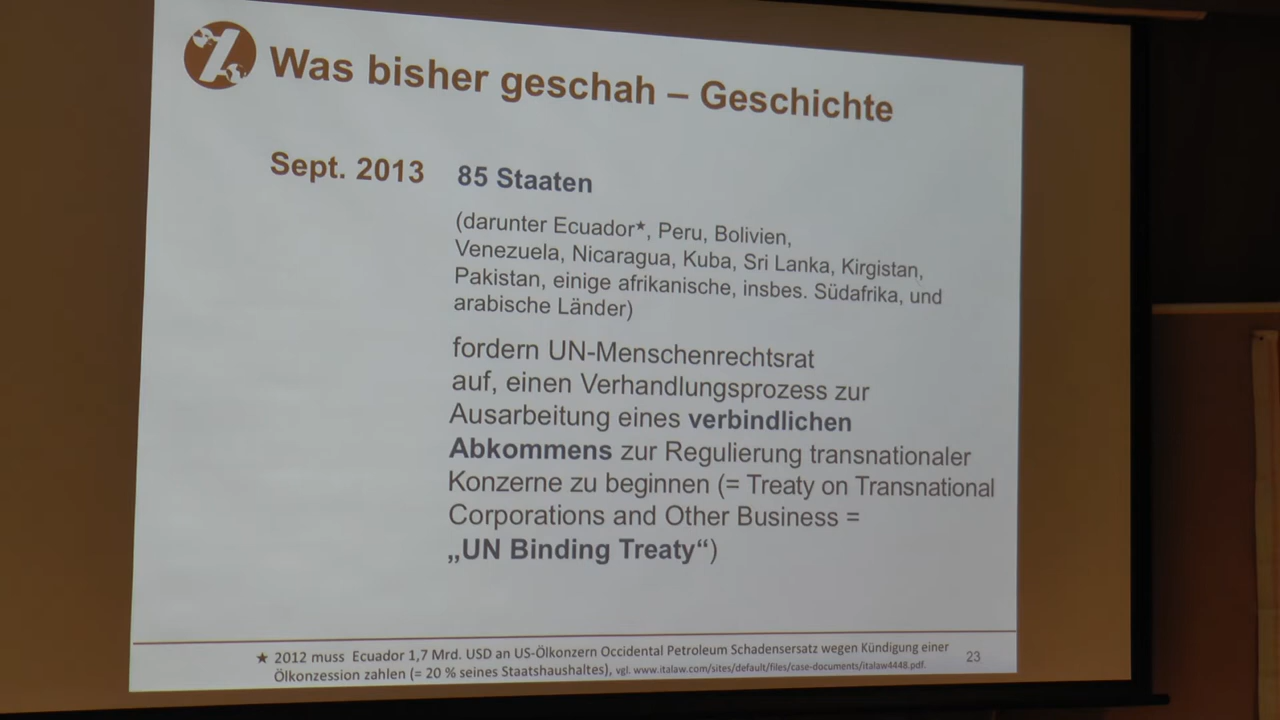 Was bisher geschah – Geschichte
Sept. 2013 85 Staaten
(darunter Ecuador★, Peru, Bolivien,
Venezuela, Nicaragua, Kuba, Sri Lanka, Kirgistan,
Pakistan, einige afrikanische, insbes. Südafrika, und
arabische Länder)
fordern UN-Menschenrechtsrat
auf, einen Verhandlungsprozess zur
Ausarbeitung eines verbindlichen
Abkommens zur Regulierung transnationaler
Konzerne zu beginnen (= Treaty on Transnational
Corporations and Other Business =
„UN Binding Treaty“)
★ 2012 muss Ecuador 1,7 Mrd. USD an US-Ölkonzern Occidental Petroleum Schadensersatz wegen Kündigung einer
Ölkonzession zahlen (= 20 % seines Staatshaushaltes), vgl. www.italaw.com/sites/default/files/case-documents/italaw4448.pdf.
23